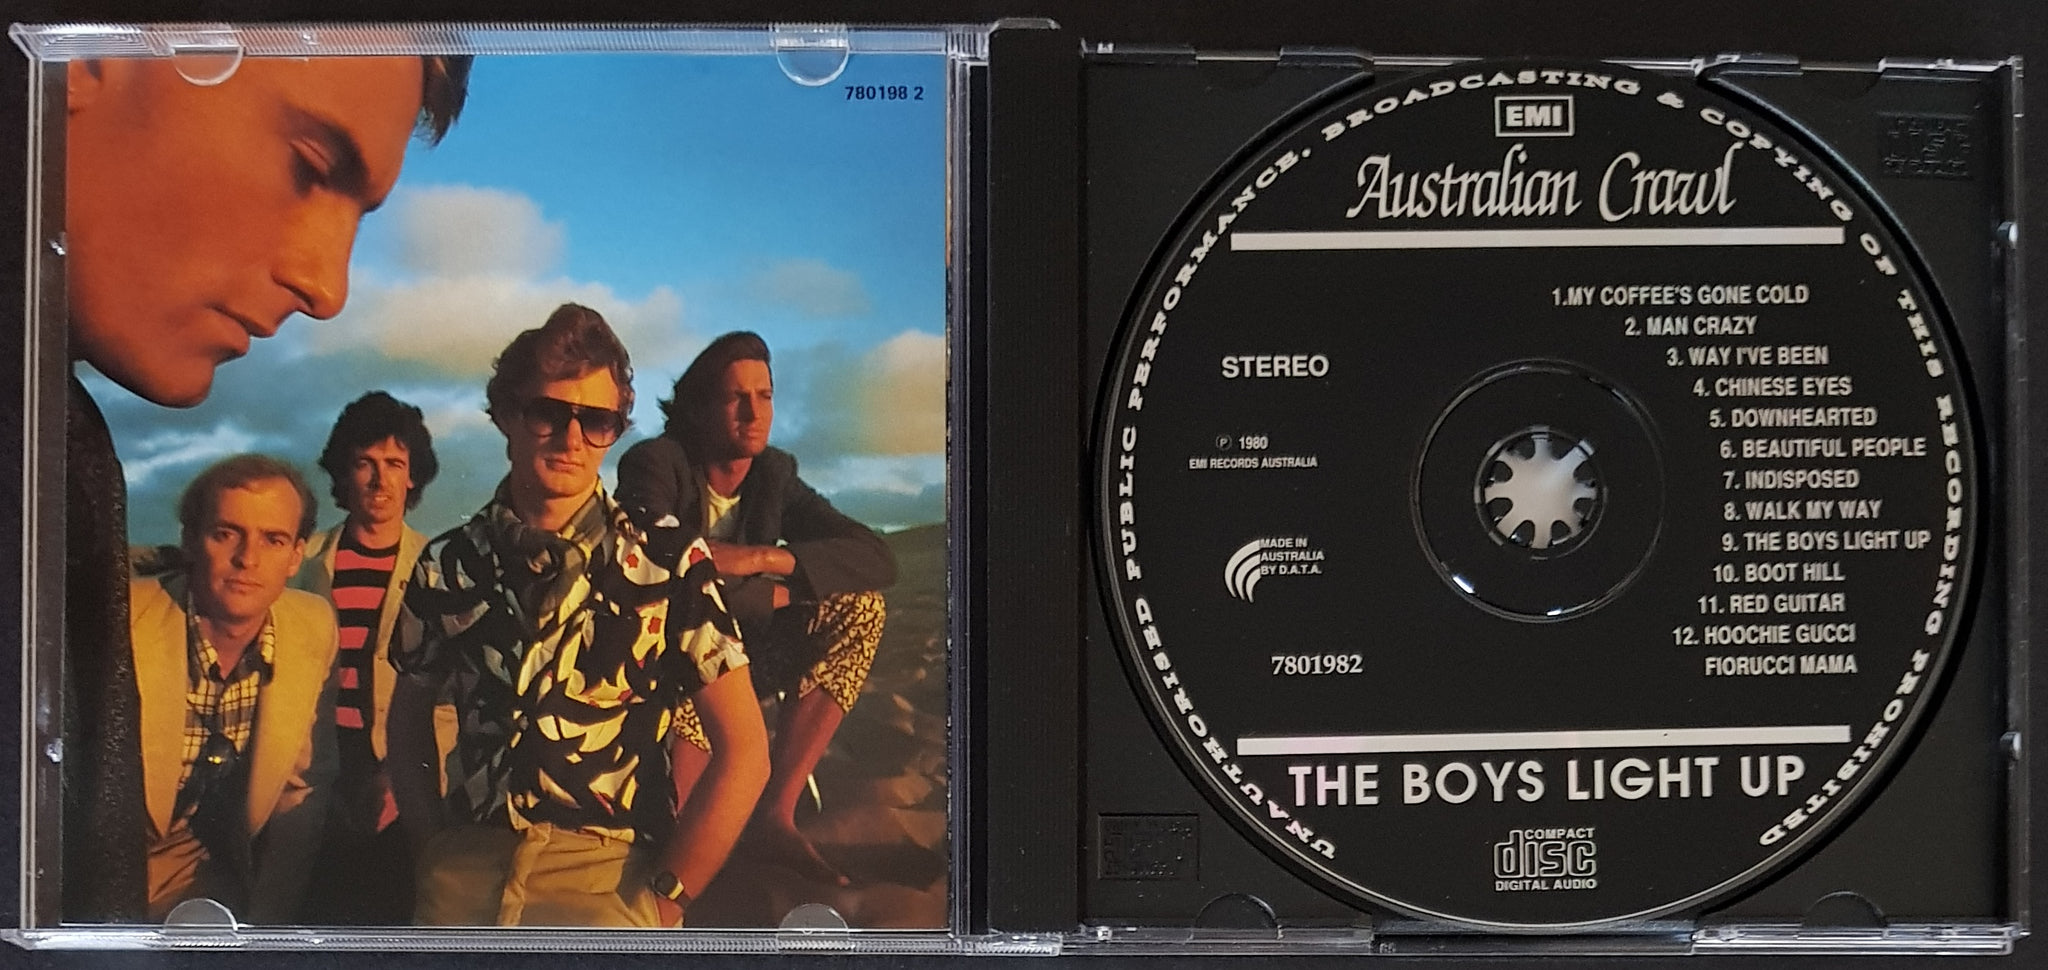 780198 2
UNAUTHORISED PUBLIC PERFORMANCE. BROADCASTING & COPYING OF THIS RECORDING PROHIBITED
EMI
Australian Crawl
1.MY COFFEE'S GONE COLD
2. MAN CRAZY
3. WAY I'VE BEEN
4. CHINESE EYES
5. DOWNHEARTED
6. BEAUTIFUL PEOPLE
7. INDISPOSED
8. WALK MY WAY
9. THE BOYS LIGHT UP
10. BOOT HILL
11. RED GUITAR
12. HOOCHIE GUCCI
FIORUCCI MAMA
STEREO
Ⓟ 1980
EMI RECORDS AUSTRALIA
MADE IN
AUSTRALIA
BY D.A.T.A.
7801982
THE BOYS LIGHT UP
COMPACT
disc
DIGITAL AUDIO